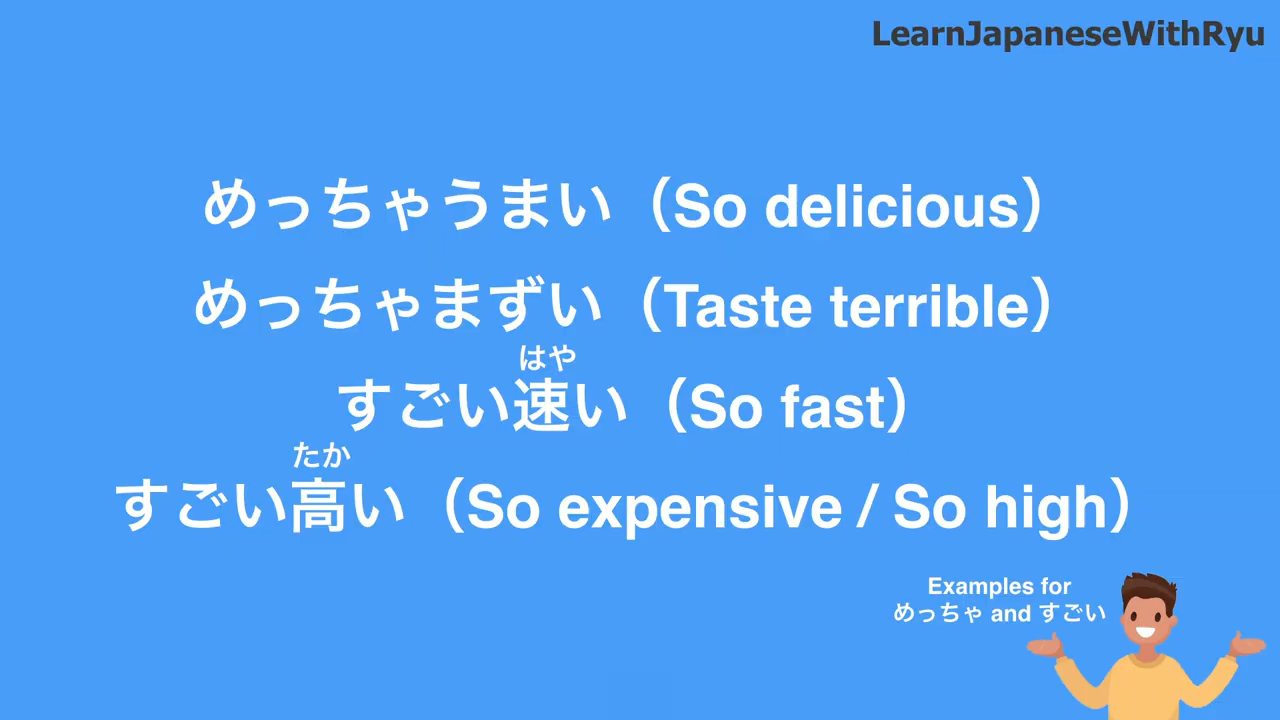 LearnJapaneseWithRyu
めっちゃうまい（So delicious）
めっちゃまずい（Taste terrible）
はや
すごい速い（So fast）
たか
すごい高い（So expensive / So high）
Examples for
めっちゃ and すごい